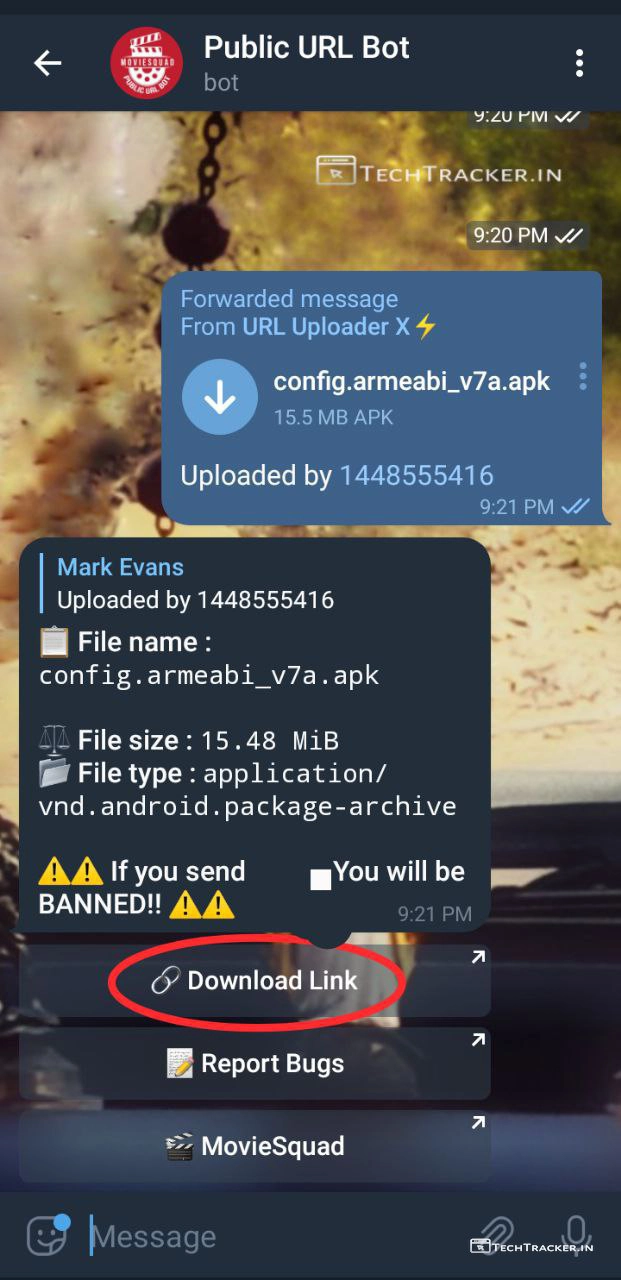 Public URL Bot
bot
MOVIESQUAD
PUBLIC URL BOT
9:20 PM
TECHTRACKER.IN
9:20 PM
Forwarded message
From URL Uploader X⚡
config.armeabi_v7a.apk
15.5 MB APK
Uploaded by 1448555416
9:21 PM
Mark Evans
Uploaded by 1448555416
📋 File name :
config.armeabi_v7a.apk
⚖️ File size : 15.48 MiB
📂 File type : application/
vnd.android.package-archive
⚠️⚠️ If you send You will be
BANNED!! ⚠️⚠️
9:21 PM
🔗 Download Link
📝 Report Bugs
🎬 MovieSquad
Message
TECHTRACKER.IN